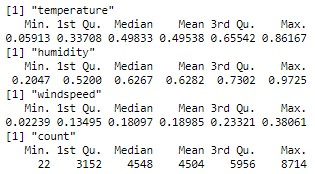 [1] "temperature"
Min. 1st Qu. Median Mean 3rd Qu. Max.
0.05913 0.33708 0.49833 0.49538 0.65542 0.86167
[1] "humidity"
Min. 1st Qu. Median Mean 3rd Qu. Max.
0.2047 0.5200 0.6267 0.6282 0.7302 0.9725
[1] "windspeed"
Min. 1st Qu. Median Mean 3rd Qu. Max.
0.02239 0.13495 0.18097 0.18985 0.23321 0.38061
[1] "count"
Min. 1st Qu. Median Mean 3rd Qu. Max.
22 3152 4548 4504 5956 8714